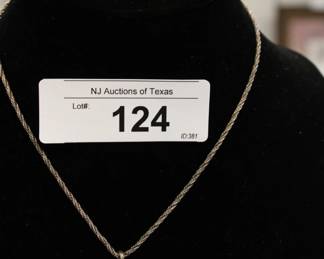 NJ Auctions of Texas
Lot#: 124
ID:381